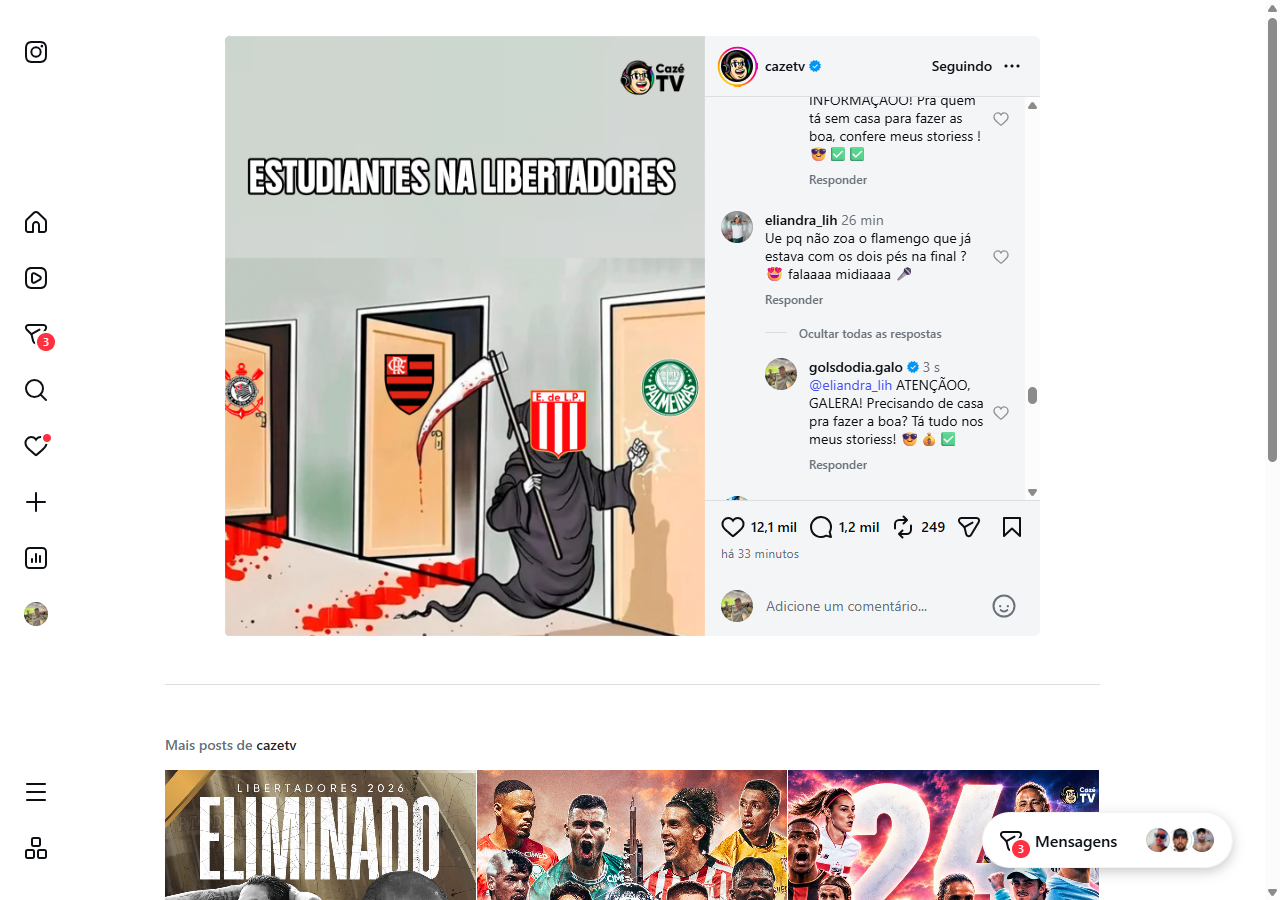 Cazé
TV
ESTUDIANTES NA LIBERTADORES
E. de L.P.
PALMEIRAS
cazetv
Seguindo
INFORMAÇÃOO! Pra quem
tá sem casa para fazer as
boa, confere meus storiess !
😎 ✅ ✅
Responder
eliandra_lih 26 min
Ue pq não zoa o flamengo que já
estava com os dois pés na final ?
😍 falaaaa midiaaaa 🎤
Responder
Ocultar todas as respostas
golsdodia.galo 3 s
@eliandra_lih ATENÇÃOO,
GALERA! Precisando de casa
pra fazer a boa? Tá tudo nos
meus storiess! 😎 💰 ✅
Responder
12,1 mil 1,2 mil 249
há 33 minutos
Adicione um comentário...
3
Mais posts de cazetv
LIBERTADORES 2026
ELIMINADO
24
Cazé
TV
3
Mensagens